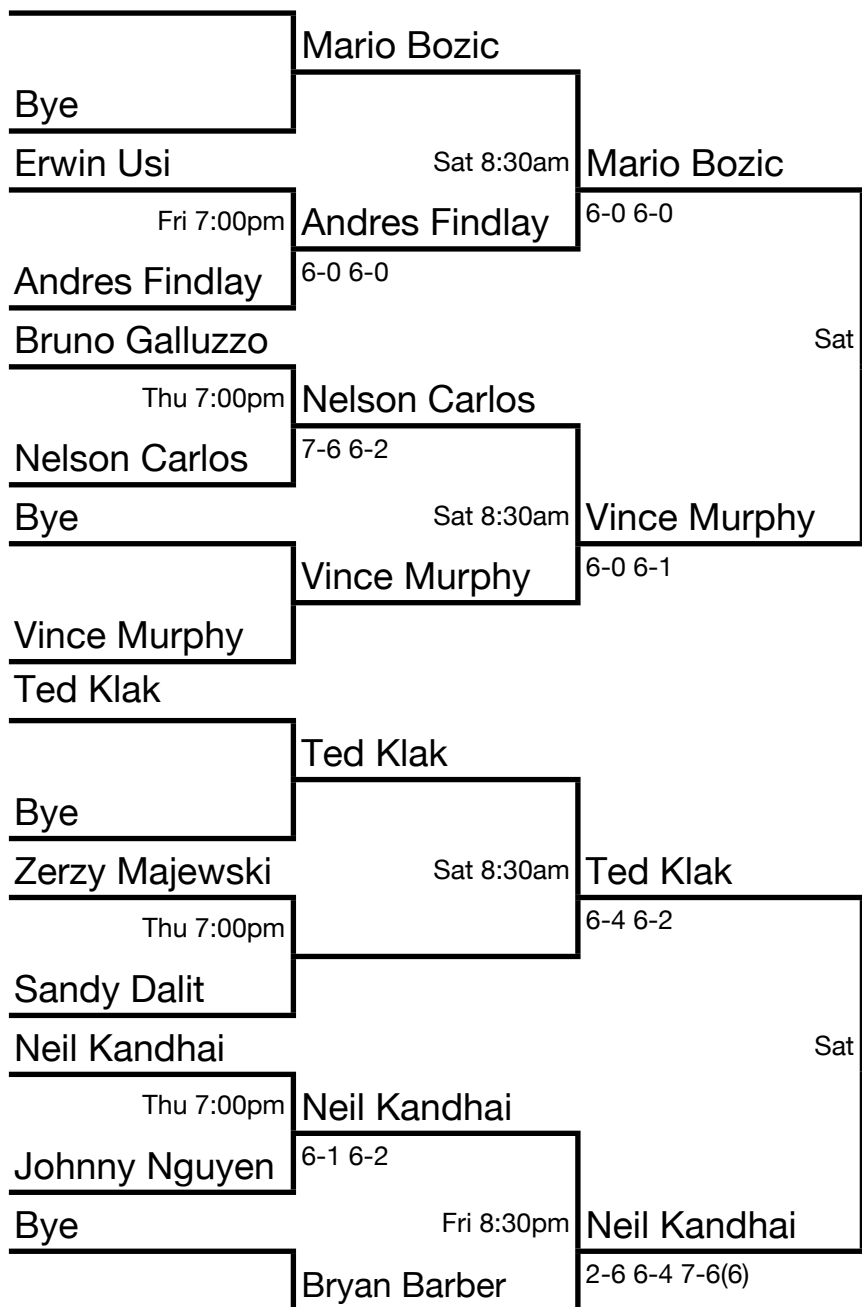 Mario Bozic
Bye
Erwin Usi
Sat 8:30am
Mario Bozic
Fri 7:00pm
Andres Findlay
6-0 6-0
Andres Findlay
6-0 6-0
Bruno Galluzzo
Sat
Thu 7:00pm
Nelson Carlos
Nelson Carlos
7-6 6-2
Bye
Sat 8:30am
Vince Murphy
Vince Murphy
6-0 6-1
Vince Murphy
Ted Klak
Ted Klak
Bye
Zerzy Majewski
Sat 8:30am
Ted Klak
Thu 7:00pm
6-4 6-2
Sandy Dalit
Neil Kandhai
Sat
Thu 7:00pm
Neil Kandhai
Johnny Nguyen
6-1 6-2
Bye
Fri 8:30pm
Neil Kandhai
Bryan Barber
2-6 6-4 7-6(6)